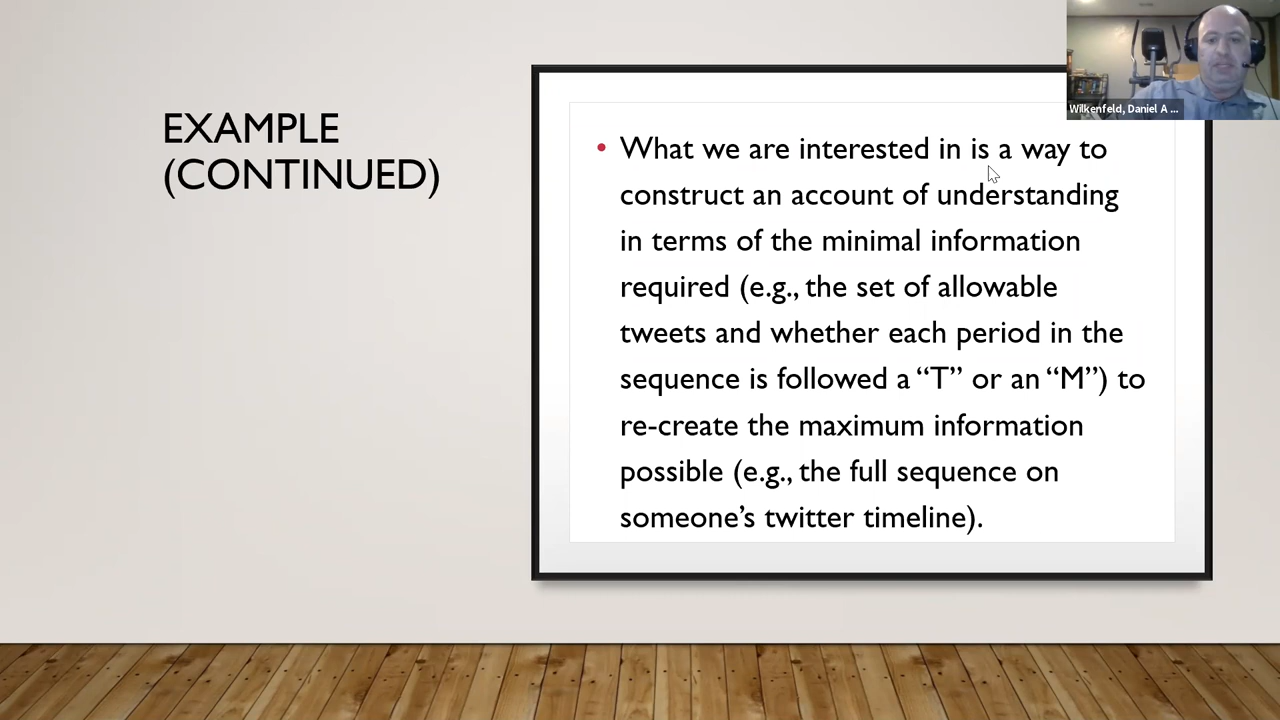 EXAMPLE
(CONTINUED)
• What we are interested in is a way to
construct an account of understanding
in terms of the minimal information
required (e.g., the set of allowable
tweets and whether each period in the
sequence is followed a “T” or an “M”) to
re-create the maximum information
possible (e.g., the full sequence on
someone’s twitter timeline).
Wilkenfeld, Daniel A ...